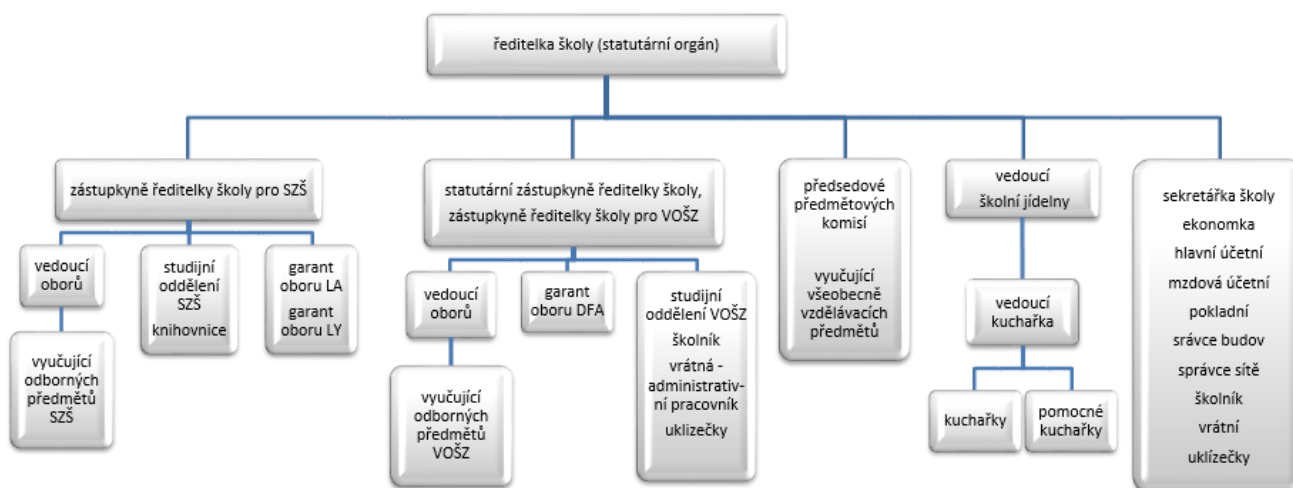 ředitelka školy (statutární orgán)
zástupkyně ředitelky školy pro SZŠ
vedoucí
oborů
vyučující
odborných
předmětů
SZŠ
studijní
oddělení
SZŠ
knihovnice
garant
oboru LA
garant
oboru LY
statutární zástupkyně ředitelky školy,
zástupkyně ředitelky školy pro VOŠZ
vedoucí
oborů
vyučující
odborných
předmětů
VOŠZ
garant
oboru DFA
studijní
oddělení VOŠZ
školník
vrátná -
administrativ-
ní pracovník
uklizečky
předsedové
předmětových
komisí
vyučující
všeobecně
vzdělávacích
předmětů
vedoucí
školní jídelny
vedoucí
kuchařka
kuchařky
pomocné
kuchařky
sekretářka školy
ekonomka
hlavní účetní
mzdová účetní
pokladní
srávce budov
správce sítě
školník
vrátní
uklízečky